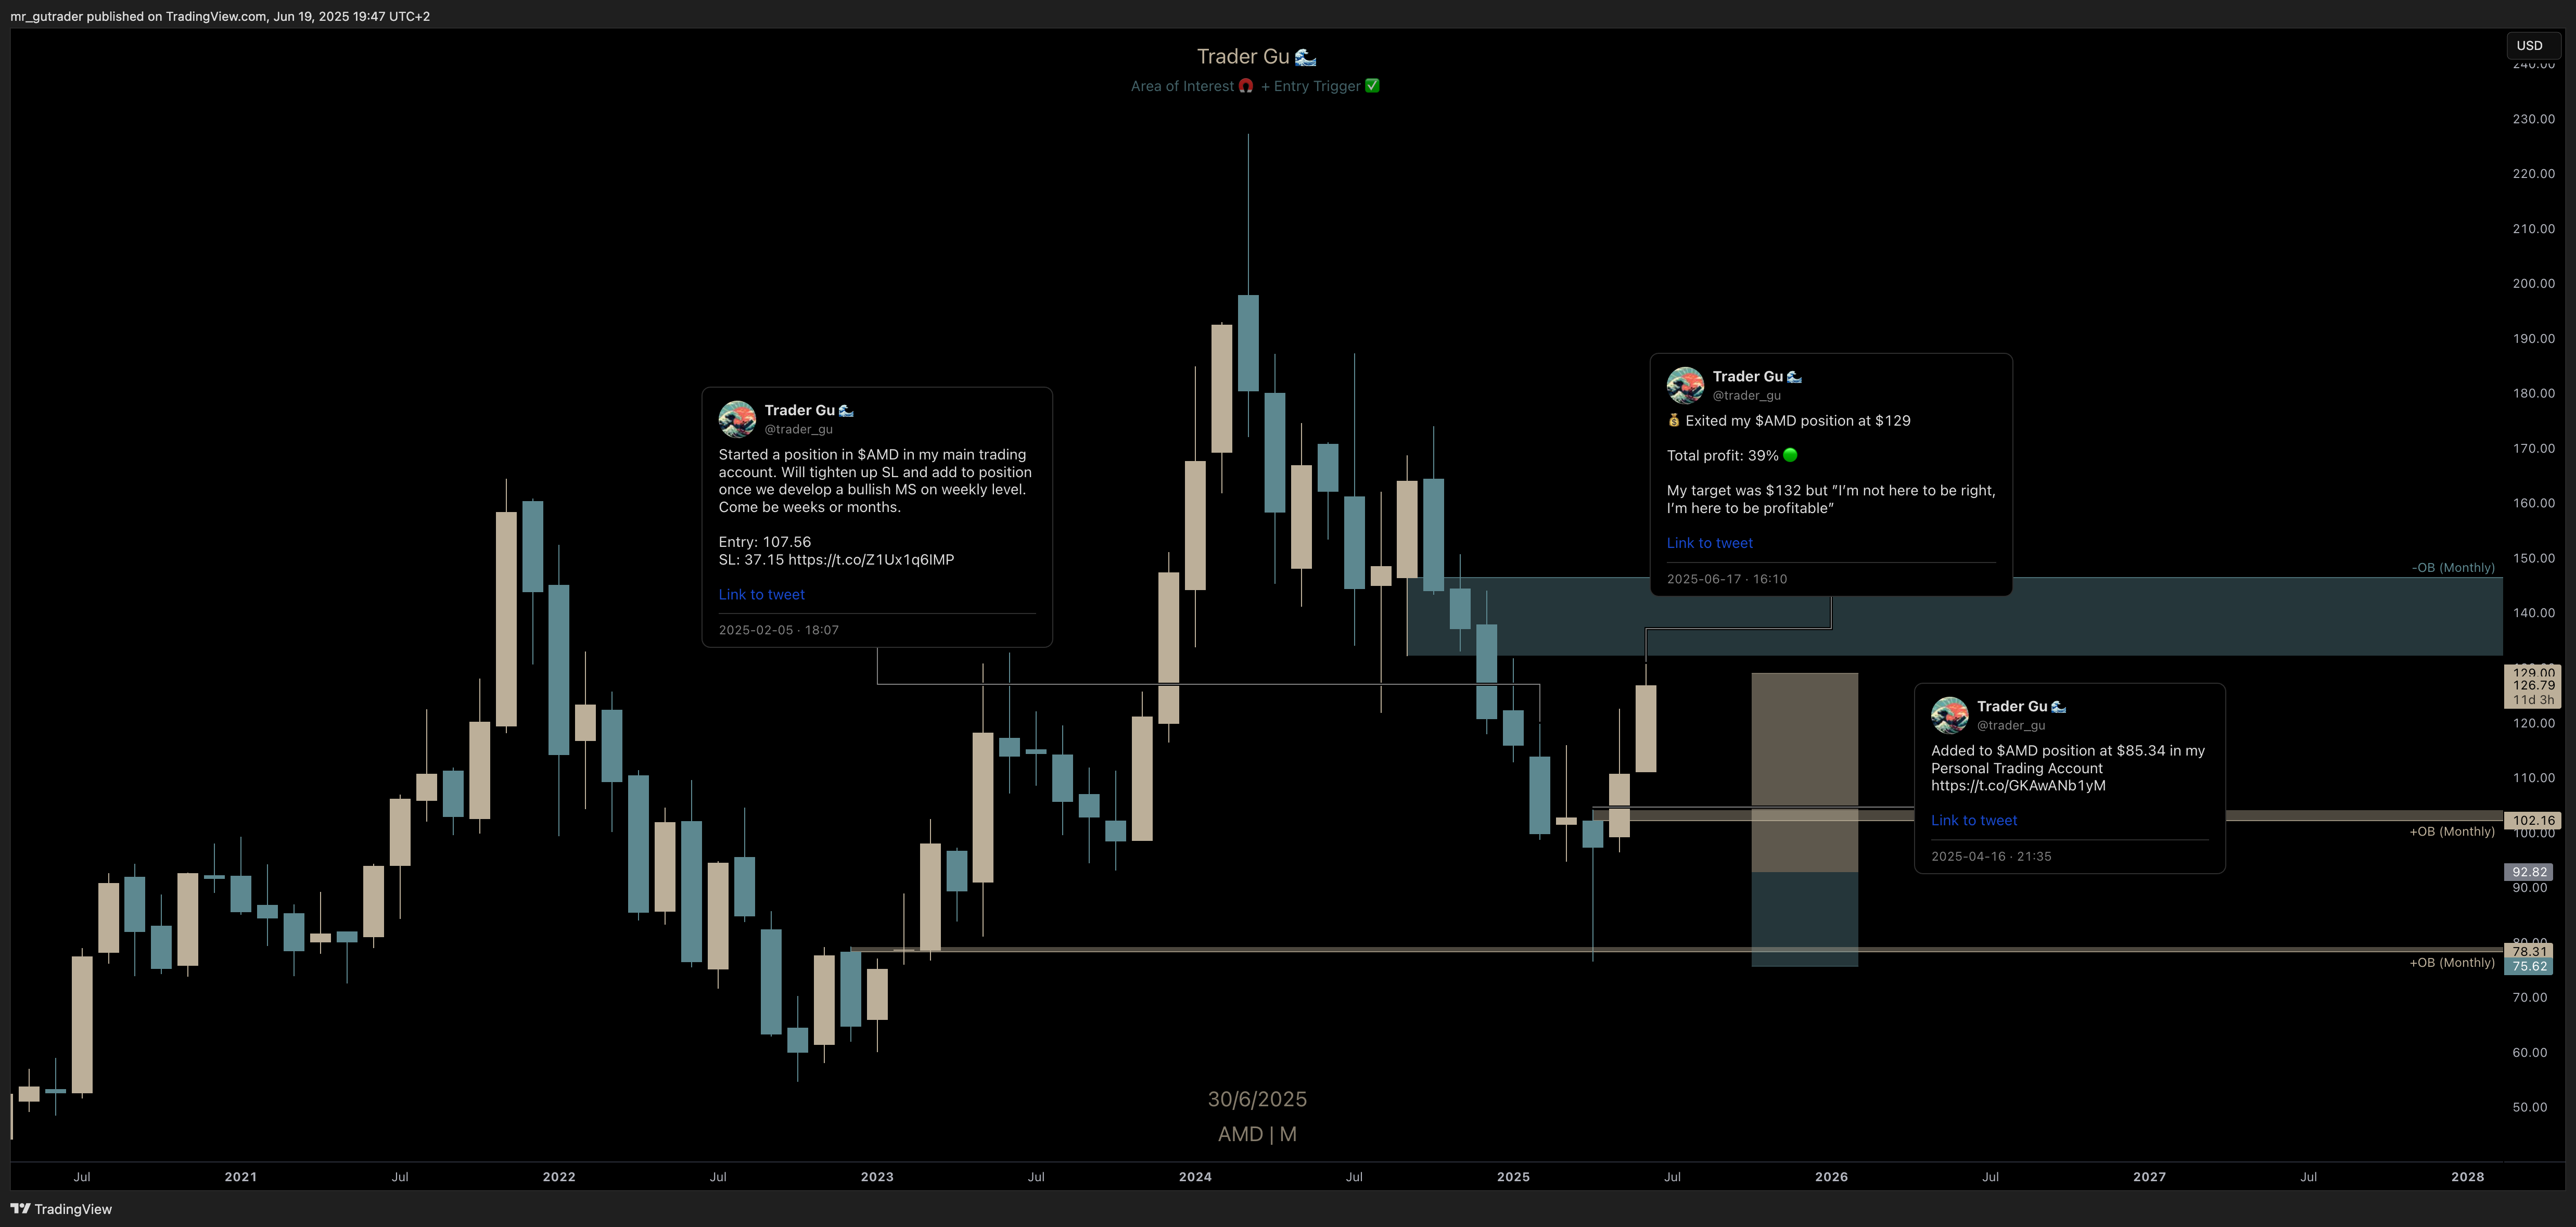 mr_gutrader published on TradingView.com, Jun 19, 2025 19:47 UTC+2
Trader Gu 🌊
Area of Interest 🧲 + Entry Trigger ✅
USD
240.00
230.00
220.00
210.00
200.00
190.00
180.00
170.00
160.00
150.00
140.00
129.00
126.79
11d 3h
120.00
110.00
102.16
100.00
92.82
90.00
80.00
78.31
75.62
70.00
60.00
50.00
Trader Gu 🌊
@trader_gu
Started a position in $AMD in my main trading
account. Will tighten up SL and add to position
once we develop a bullish MS on weekly level.
Come be weeks or months.
Entry: 107.56
SL: 37.15 https://t.co/Z1Ux1q6IMP
Link to tweet
2025-02-05 · 18:07
Trader Gu 🌊
@trader_gu
💰 Exited my $AMD position at $129
Total profit: 39% 🟢
My target was $132 but "I'm not here to be right,
I'm here to be profitable"
Link to tweet
2025-06-17 · 16:10
-OB (Monthly)
Trader Gu 🌊
@trader_gu
Added to $AMD position at $85.34 in my
Personal Trading Account
https://t.co/GKAwANb1yM
Link to tweet
2025-04-16 · 21:35
+OB (Monthly)
+OB (Monthly)
30/6/2025
AMD | M
Jul 2021 Jul 2022 Jul 2023 Jul 2024 Jul 2025 Jul 2026 Jul 2027 Jul 2028
TradingView